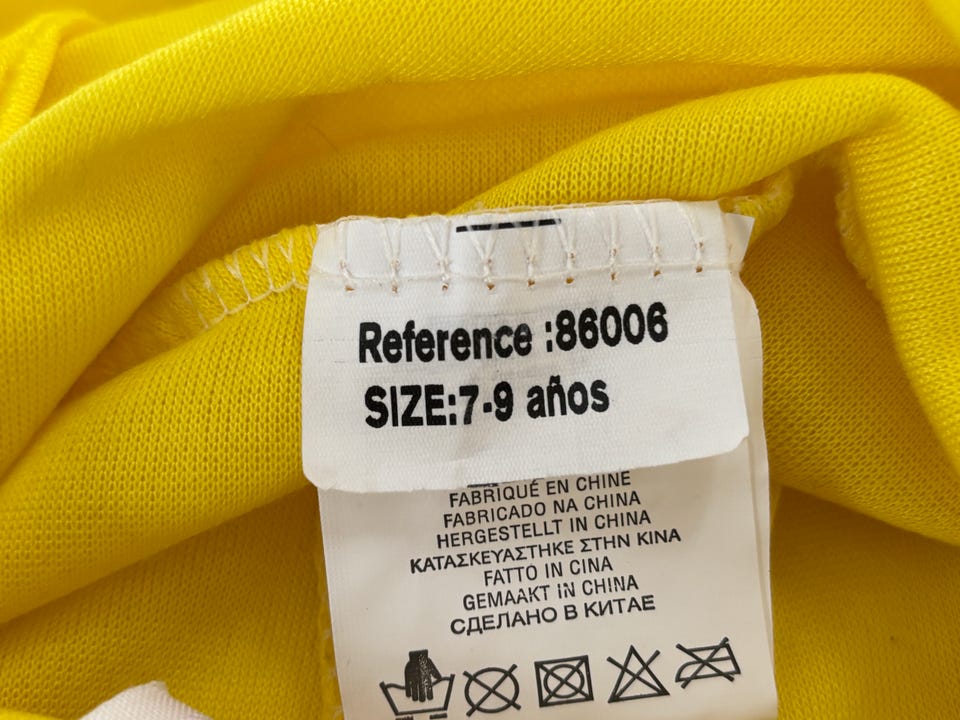 Reference :86006
SIZE:7-9 años
FABRIQUÉ EN CHINE
FABRICADO NA CHINA
HERGESTELLT IN CHINA
ΚΑΤΑΣΚΕΥΑΣΤΗΚΕ ΣΤΗΝ ΚΙΝΑ
FATTO IN CINA
GEMAAKT IN CHINA
СДЕЛАНО В КИТАЕ